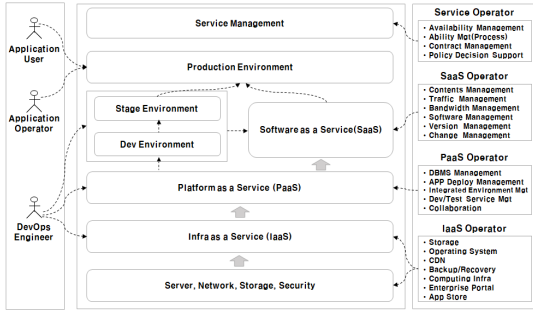 Application
User
Application
Operator
DevOps
Engineer
Service Management
Production Environment
Stage Environment
Dev Environment
Software as a Service(SaaS)
Platform as a Service (PaaS)
Infra as a Service (IaaS)
Server, Network, Storage, Security
Service Operator
• Availability Management
• Ability Mgt(Process)
• Contract Management
• Policy Decision Support
SaaS Operator
• Contents Management
• Traffic Management
• Bandwidth Management
• Software Management
• Version Management
• Change Management
PaaS Operator
• DBMS Management
• APP Deploy Management
• Integrated Environment Mgt
• Dev/Test Service Mgt
• Collaboration
IaaS Operator
• Storage
• Operating System
• CDN
• Backup/Recovery
• Computing Infra
• Enterprise Portal
• App Store